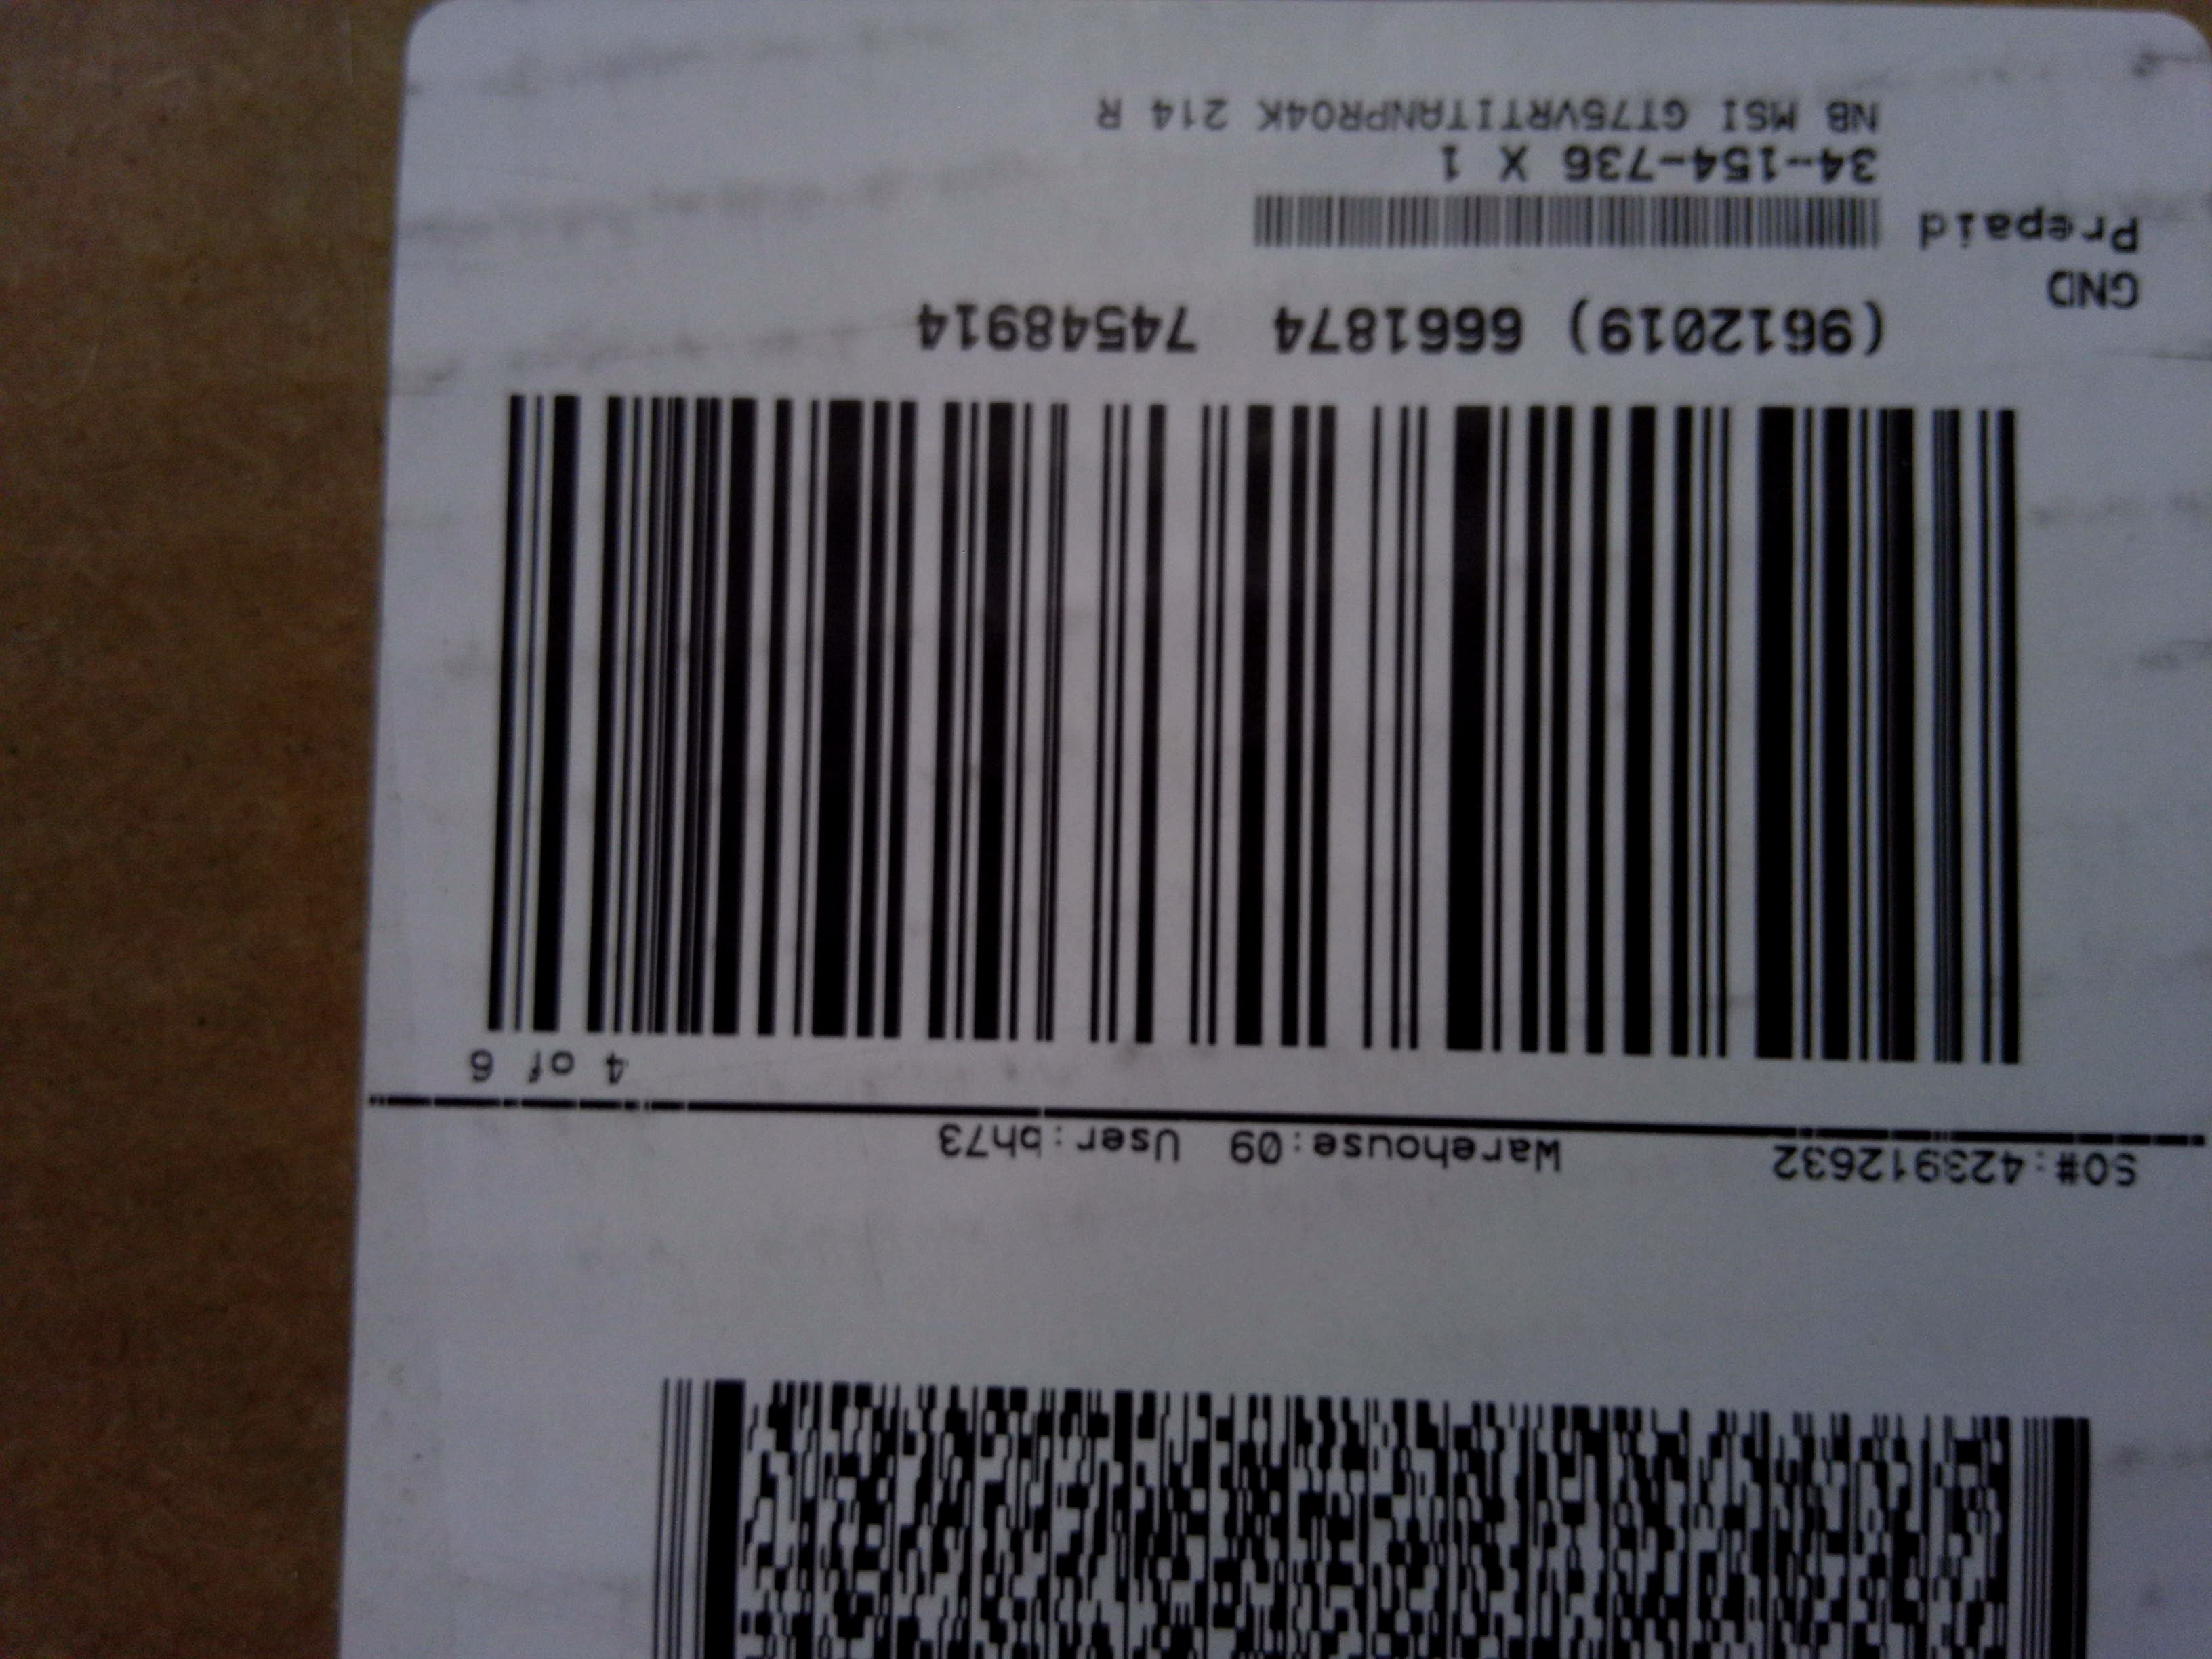 SO#:423912632 Warehouse:09 User:bh73
4 of 6
(9612019) 6661874 74548914
GND
Prepaid
34-154-736 X 1
NB MSI GT75VRTITANPRO4K 214 R